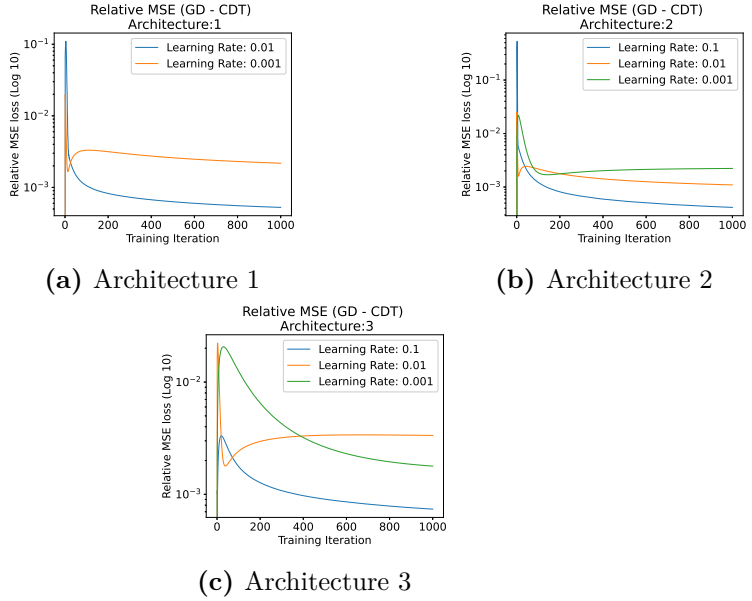 Relative MSE (GD - CDT)
Architecture:1
Relative MSE loss (Log 10)
10⁻¹
10⁻²
10⁻³
Learning Rate: 0.01
Learning Rate: 0.001
0 200 400 600 800 1000
Training Iteration
(a) Architecture 1
Relative MSE (GD - CDT)
Architecture:2
Relative MSE loss (Log 10)
10⁻¹
10⁻²
10⁻³
Learning Rate: 0.1
Learning Rate: 0.01
Learning Rate: 0.001
0 200 400 600 800 1000
Training Iteration
(b) Architecture 2
Relative MSE (GD - CDT)
Architecture:3
Relative MSE loss (Log 10)
10⁻²
10⁻³
Learning Rate: 0.1
Learning Rate: 0.01
Learning Rate: 0.001
0 200 400 600 800 1000
Training Iteration
(c) Architecture 3